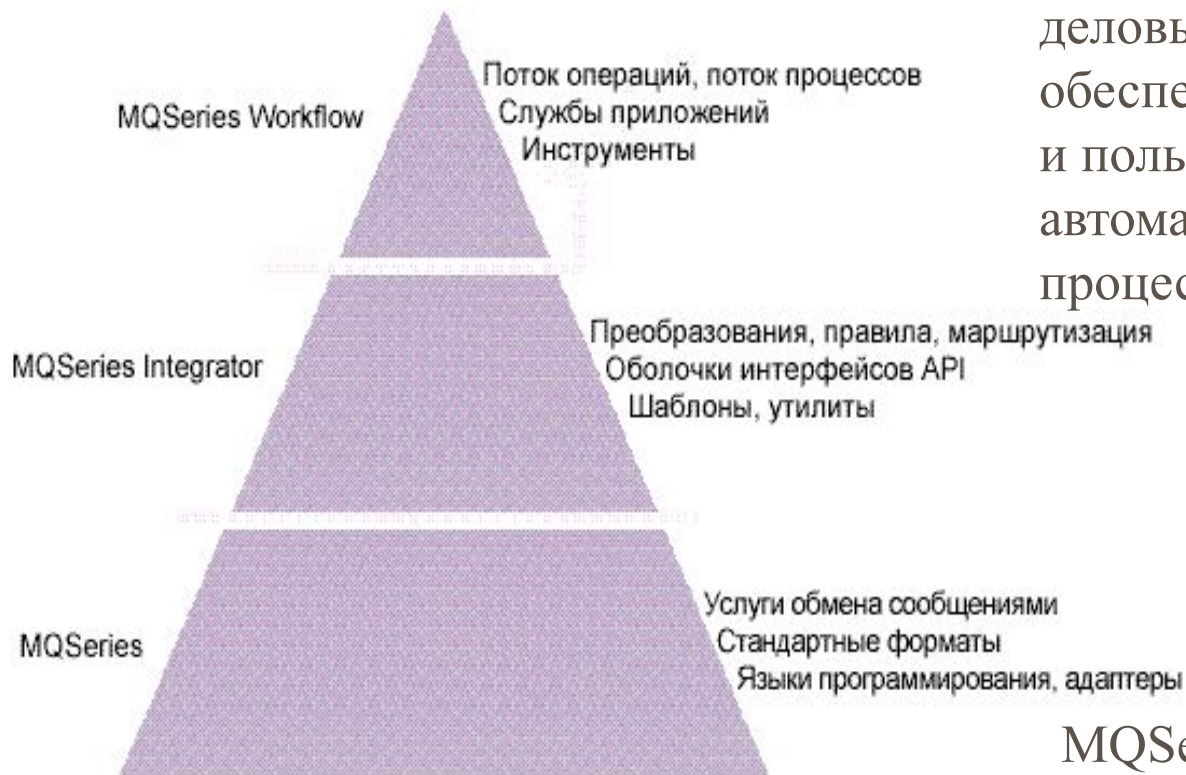 MQSeries Workflow
Поток операций, поток процессов
Службы приложений
Инструменты
MQSeries Integrator
Преобразования, правила, маршрутизация
Оболочки интерфейсов API
Шаблоны, утилиты
MQSeries
Услуги обмена сообщениями
Стандартные форматы
Языки программирования, адаптеры
и